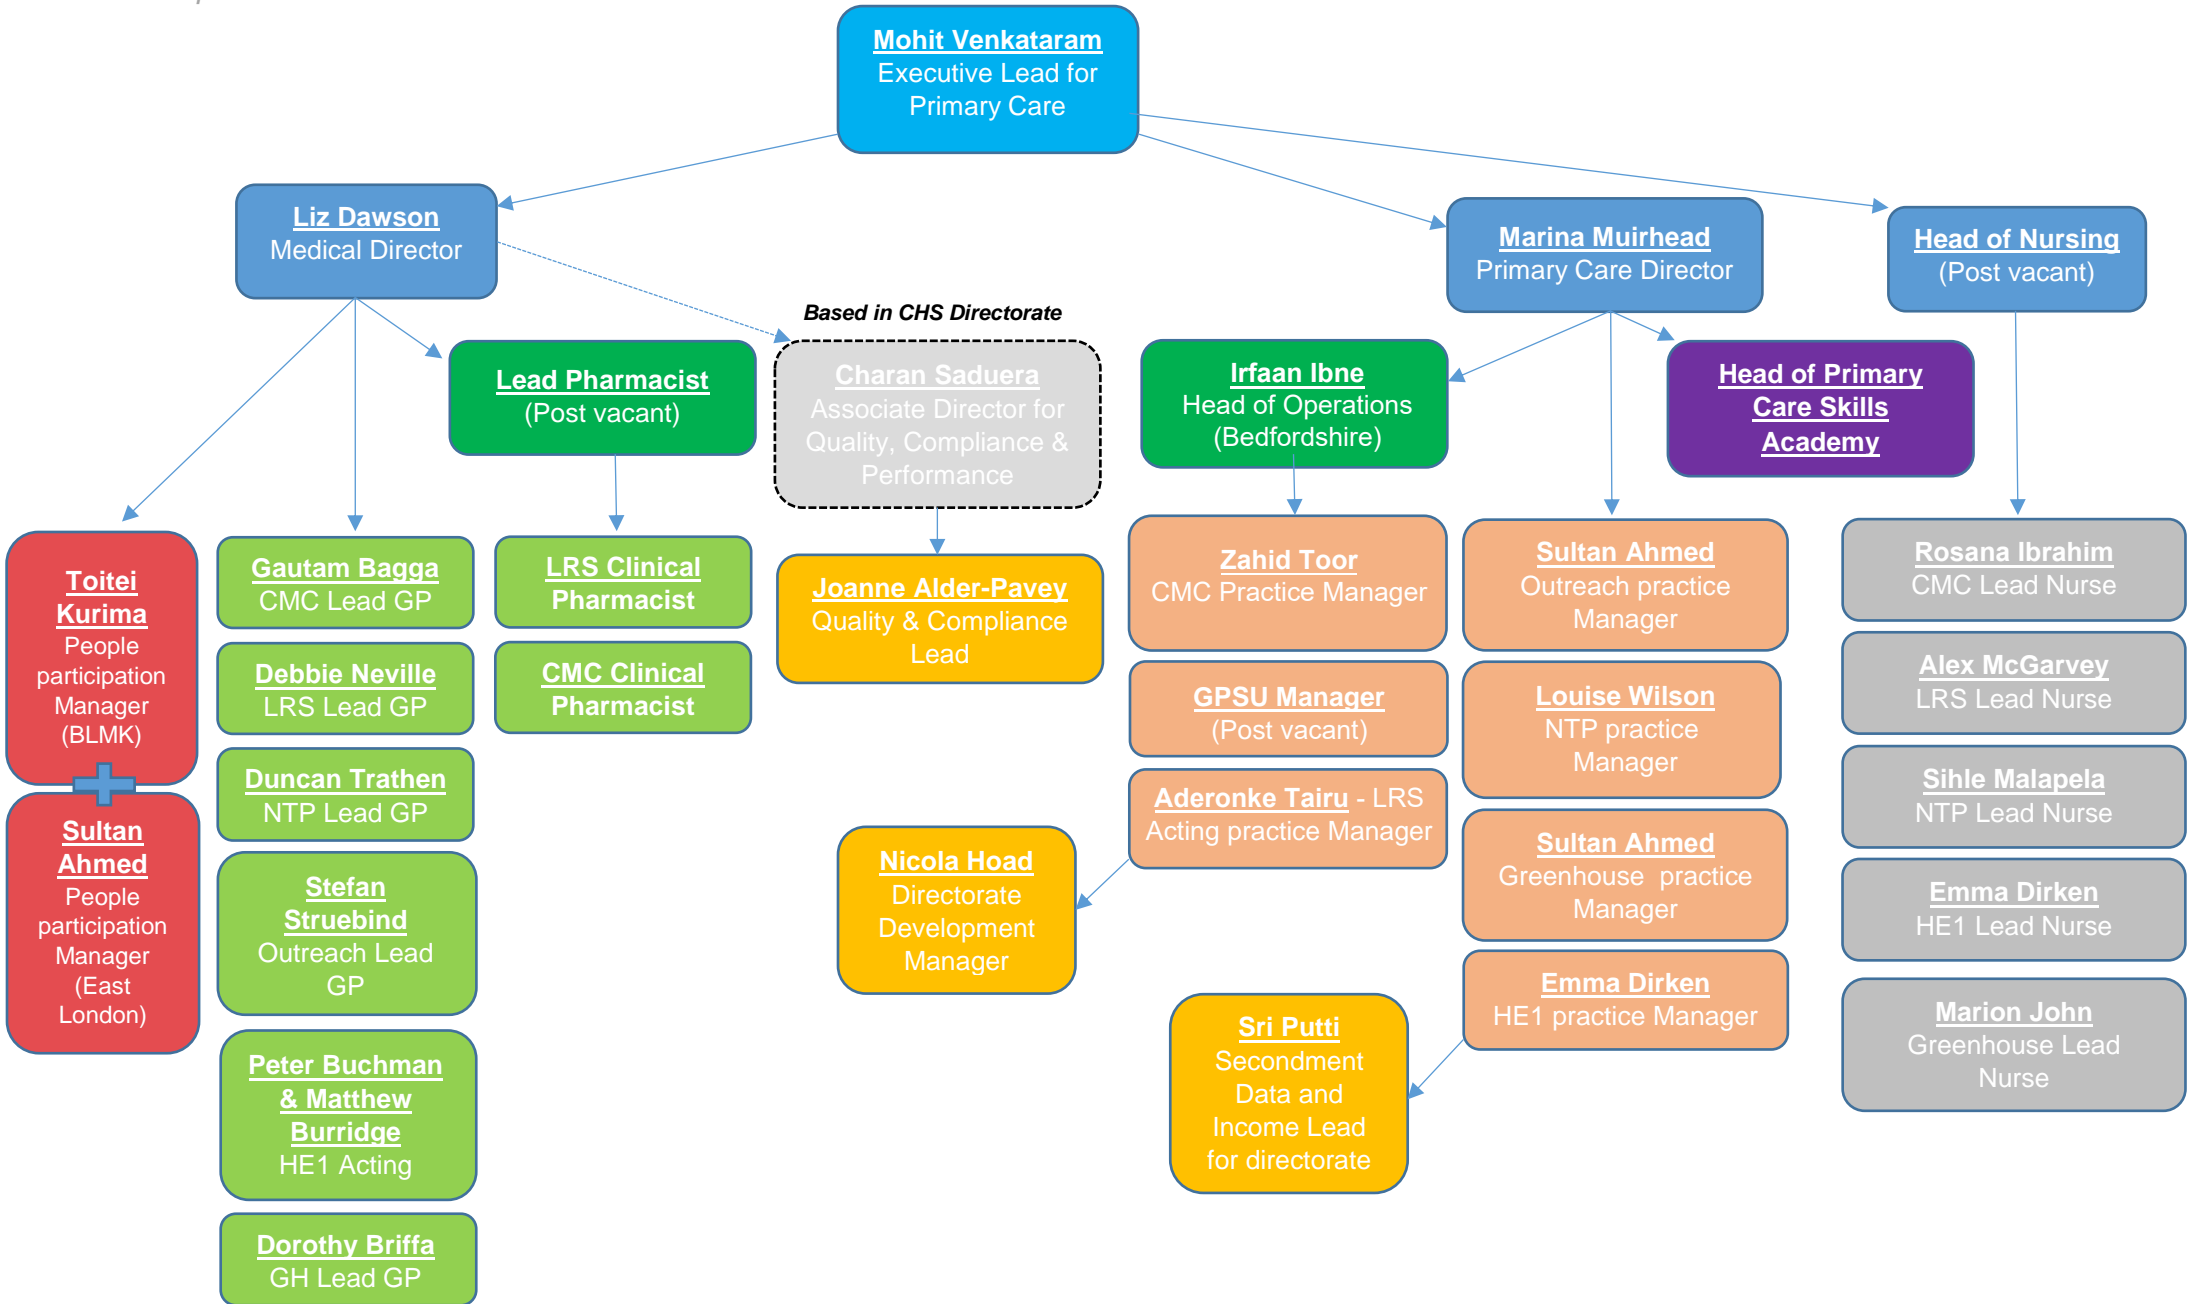 Mohit Venkataram
Executive Lead for
Primary Care
Liz Dawson
Medical Director
Marina Muirhead
Primary Care Director
Head of Nursing
(Post vacant)
Based in CHS Directorate
Lead Pharmacist
(Post vacant)
Charan Saduera
Associate Director for
Quality, Compliance &
Performance
Irfaan Ibne
Head of Operations
(Bedfordshire)
Head of Primary
Care Skills
Academy
Toitei
Kurima
People
participation
Manager
(BLMK)
Sultan
Ahmed
People
participation
Manager
(East
London)
Gautam Bagga
CMC Lead GP
Debbie Neville
LRS Lead GP
Duncan Trathen
NTP Lead GP
Stefan
Struebind
Outreach Lead
GP
Peter Buchman
& Matthew
Burridge
HE1 Acting
Dorothy Briffa
GH Lead GP
LRS Clinical
Pharmacist
CMC Clinical
Pharmacist
Joanne Alder-Pavey
Quality & Compliance
Lead
Nicola Hoad
Directorate
Development
Manager
Zahid Toor
CMC Practice Manager
GPSU Manager
(Post vacant)
Aderonke Tairu - LRS
Acting practice Manager
Sri Putti
Secondment
Data and
Income Lead
for directorate
Sultan Ahmed
Outreach practice
Manager
Louise Wilson
NTP practice
Manager
Sultan Ahmed
Greenhouse  practice
Manager
Emma Dirken
HE1 practice Manager
Rosana Ibrahim
CMC Lead Nurse
Alex McGarvey
LRS Lead Nurse
Sihle Malapela
NTP Lead Nurse
Emma Dirken
HE1 Lead Nurse
Marion John
Greenhouse Lead
Nurse